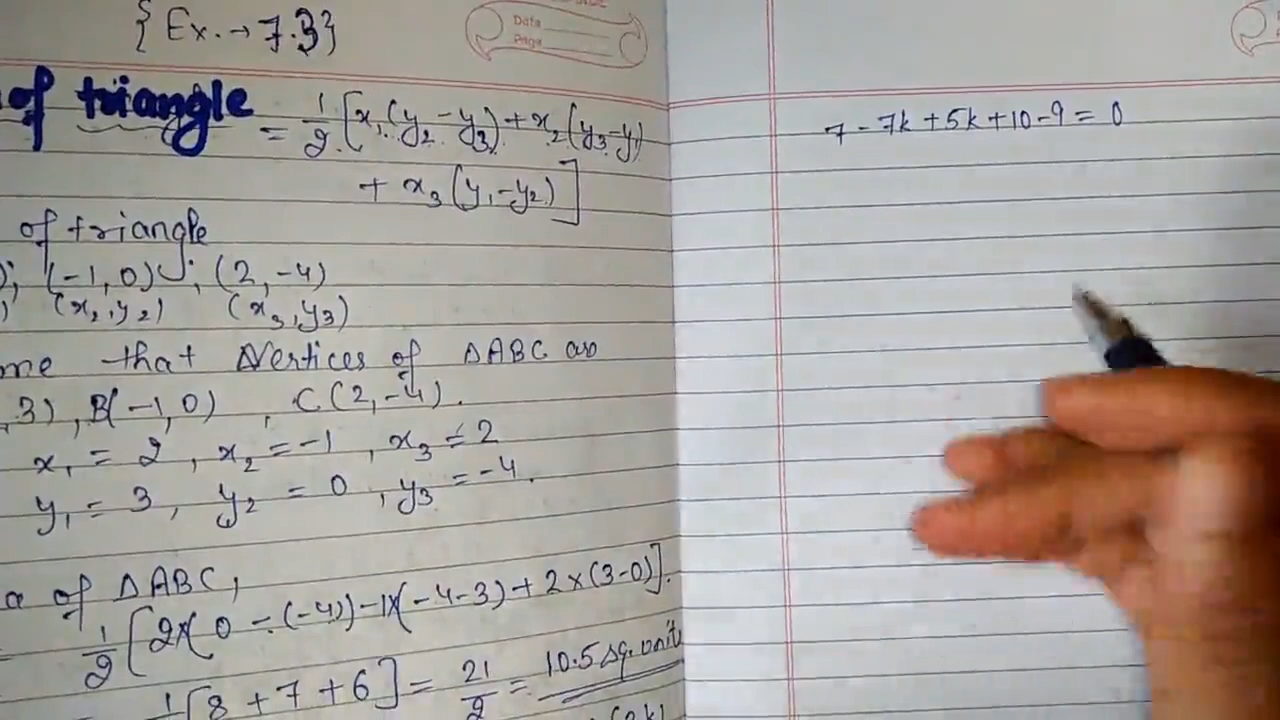 {Ex. → 7.3}
Date
Page
of triangle = 1/2 [x₁(y₂ - y₃) + x₂(y₃ - y₁)
+ x₃(y₁ - y₂)]
of triangle
); (-1, 0) ; (2, -4)
) (x₂, y₂) (x₃, y₃)
me that Vertices of △ABC are
, 3) , B(-1, 0) , C(2, -4).
x₁ = 2 , x₂ = -1 , x₃ = 2
y₁ = 3 , y₂ = 0 , y₃ = -4.
a of △ABC,
1/2 [2×(0 - (-4)) - 1×(-4 - 3) + 2×(3 - 0)].
1[8 + 7 + 6] = 21/2 = 10.5 sq. units
7 - 7k + 5k + 10 - 9 = 0